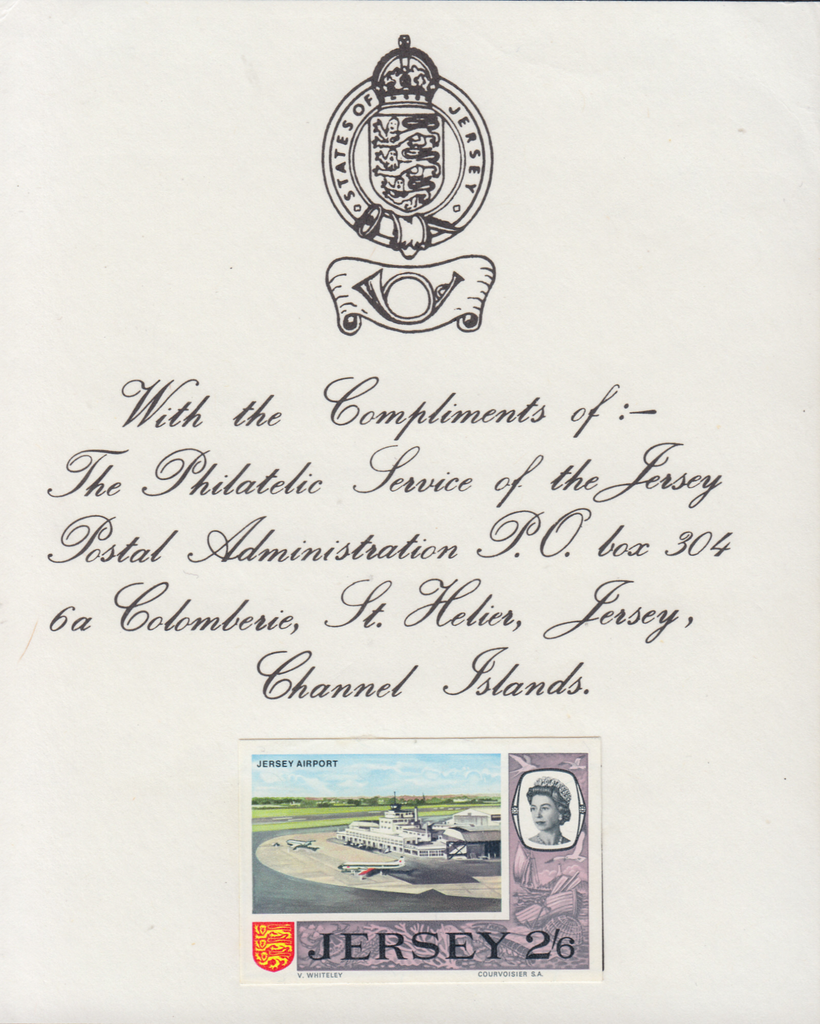 STATES OF JERSEY
With the Compliments of :-
The Philatelic Service of the Jersey
Postal Administration P.O. box 304
6a Colomberie, St. Helier, Jersey,
Channel Islands.
JERSEY AIRPORT
JERSEY 2/6
V. WHITELEY COURVOISIER S.A.